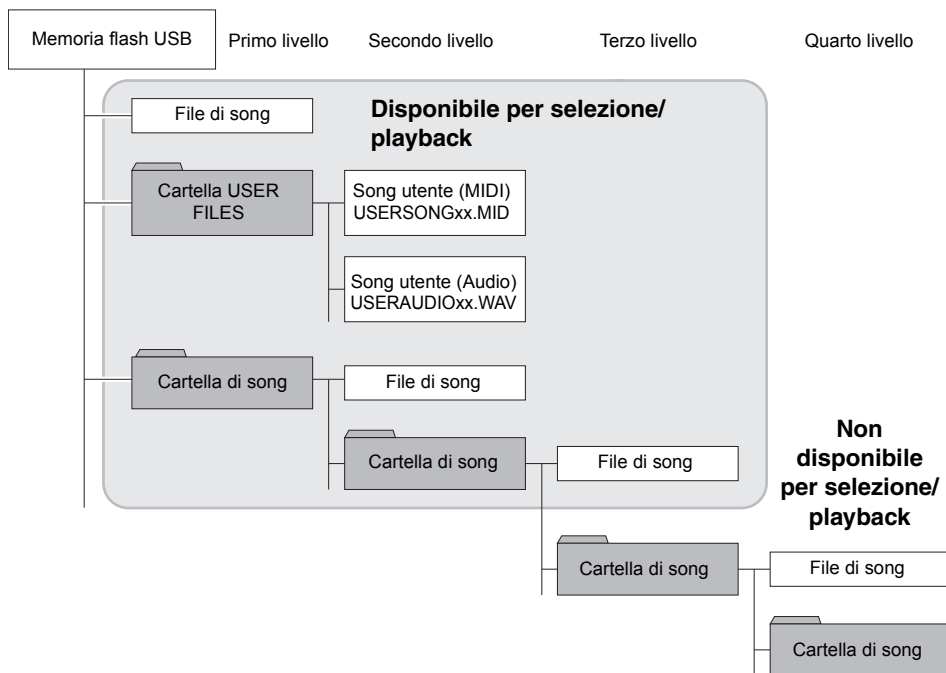 Memoria flash USB
Primo livello
Secondo livello
Terzo livello
Quarto livello
File di song
Disponibile per selezione/
playback
Cartella USER
FILES
Song utente (MIDI)
USERSONGxx.MID
Song utente (Audio)
USERAUDIOxx.WAV
Cartella di song
File di song
Cartella di song
File di song
Non
disponibile
per selezione/
playback
Cartella di song
File di song
Cartella di song